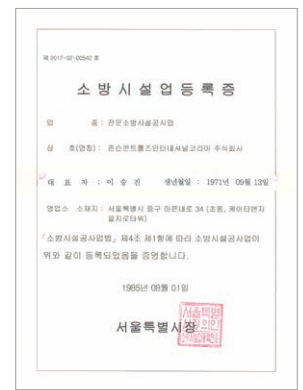 제 2017-02-00542 호
소방시설업등록증
업 종 : 전문소방시설공사업
상 호(명칭) : 존슨콘트롤즈인터내셔널코리아 주식회사
대 표 자 : 이 승 진 생년월일 : 1971년 09월 13일
영업소 소재지 : 서울특별시 중구 마른내로 34 (초동, 케이티앤지
을지로타워)
「소방시설공사업법」 제4조 제1항에 따라 소방시설공사업이
위와 같이 등록되었음을 증명합니다.
1985년 08월 01일
서울특별시장